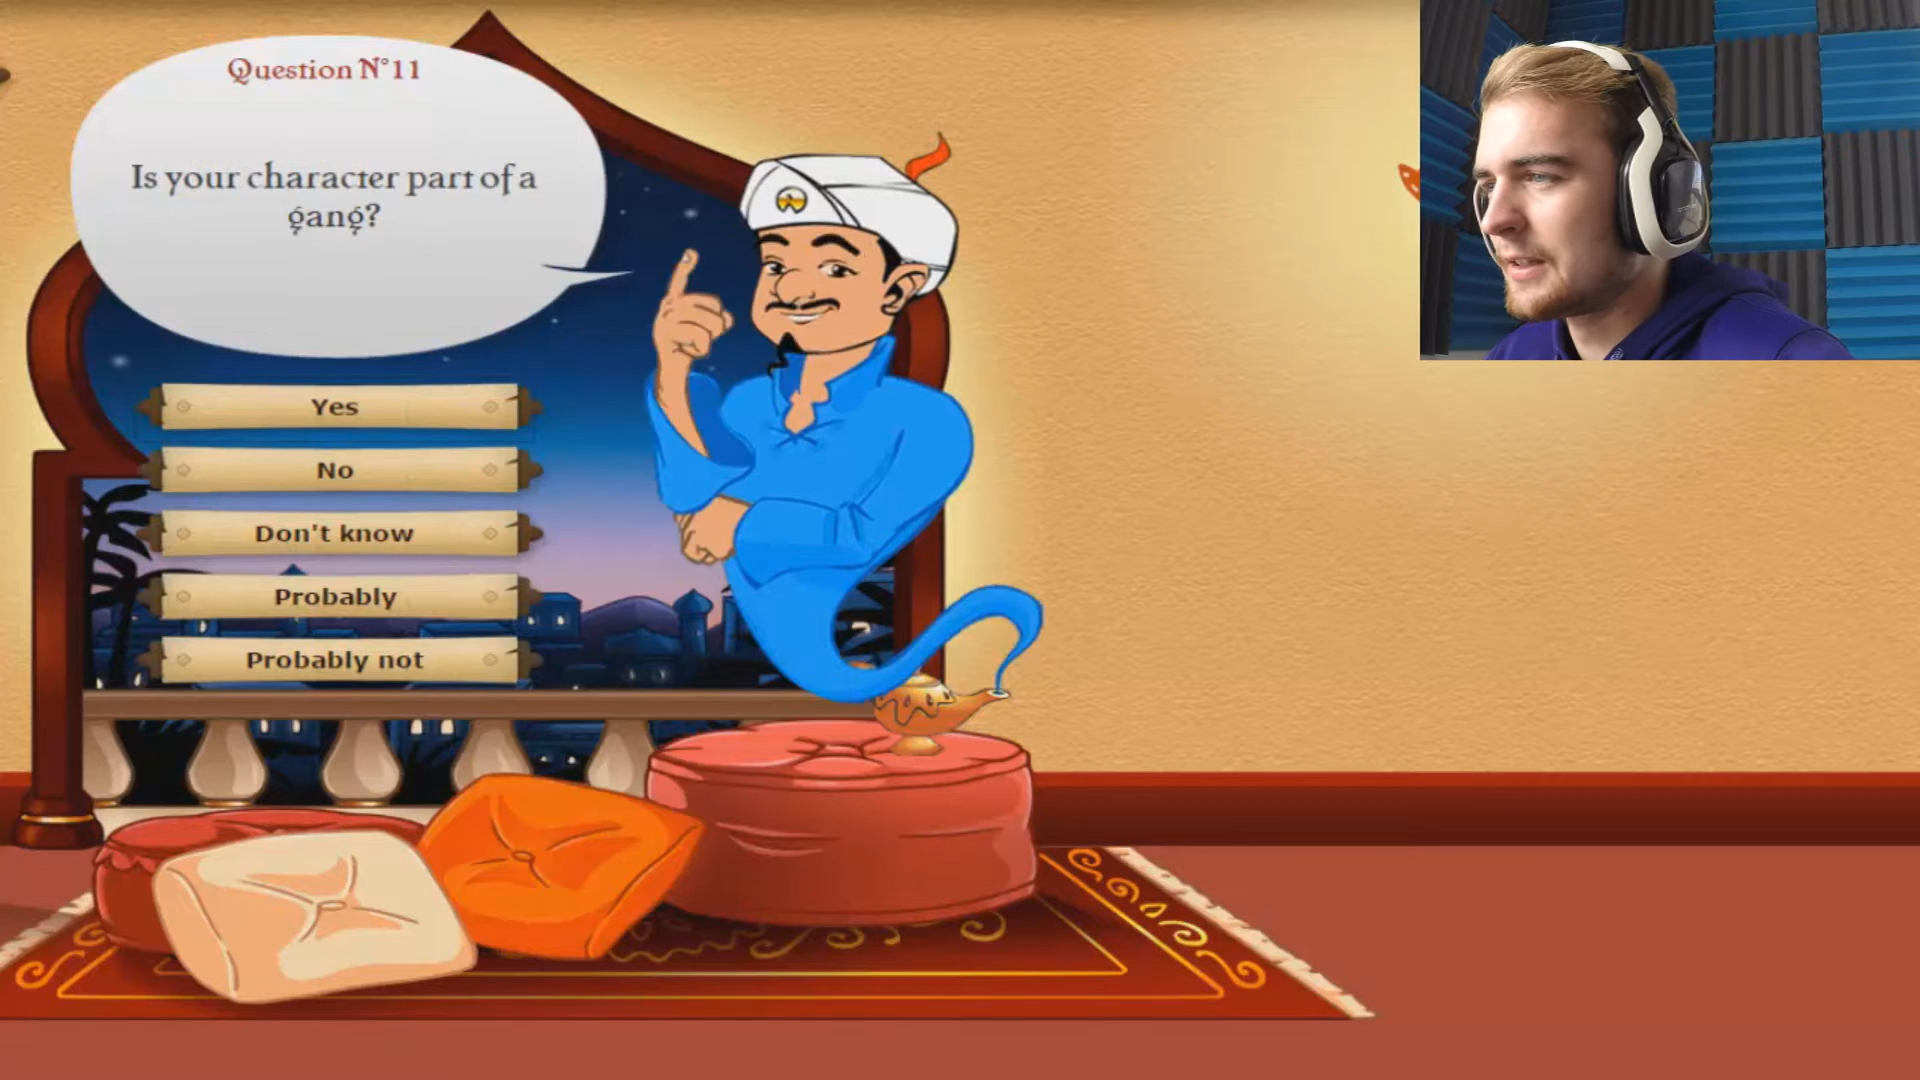 Question N°11
Is your character part of a
gang?
Yes
No
Don't know
Probably
Probably not